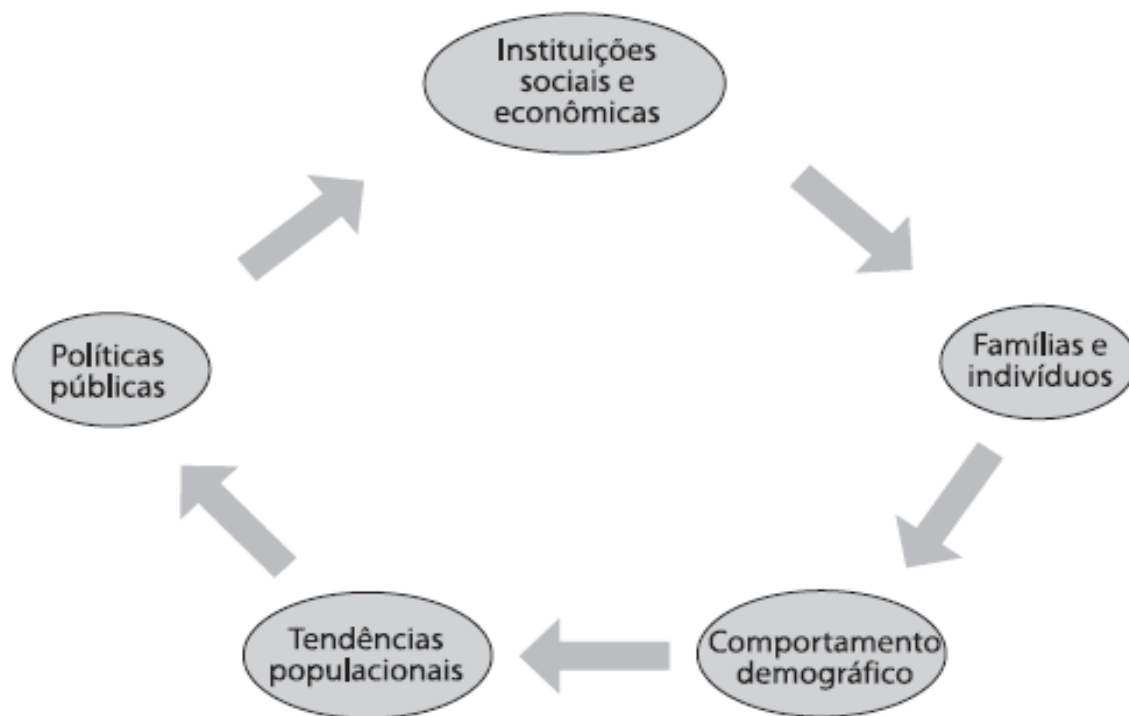 Instituições
sociais e
econômicas
Famílias e
indivíduos
Comportamento
demográfico
Tendências
populacionais
Políticas
públicas